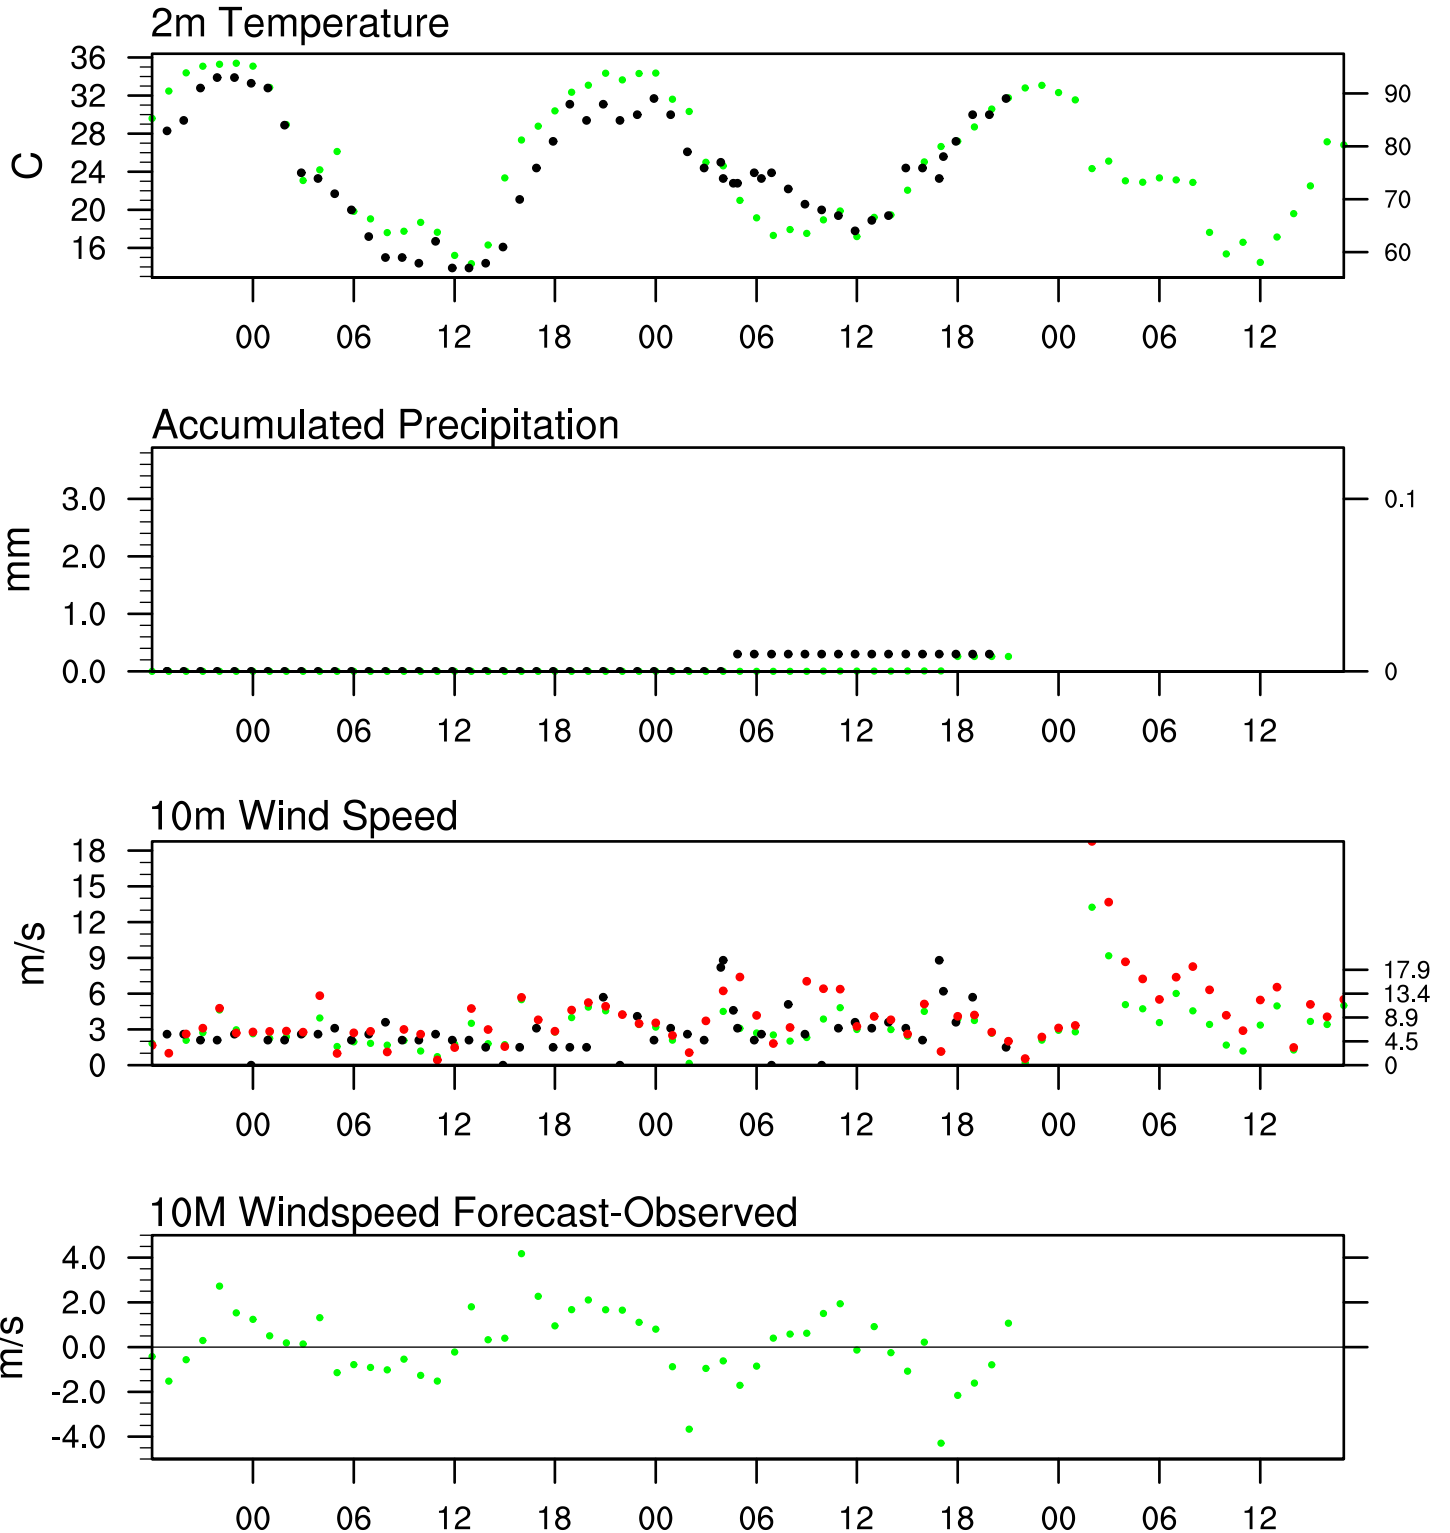 2m Temperature
36
32
28
24
20
16
C
90
80
70
60
00 06 12 18 00 06 12 18 00 06 12
Accumulated Precipitation
3.0
2.0
1.0
0.0
mm
0.1
0
00 06 12 18 00 06 12 18 00 06 12
10m Wind Speed
18
15
12
9
6
3
0
m/s
17.9
13.4
8.9
4.5
0
00 06 12 18 00 06 12 18 00 06 12
10M Windspeed Forecast-Observed
4.0
2.0
0.0
-2.0
-4.0
m/s
00 06 12 18 00 06 12 18 00 06 12